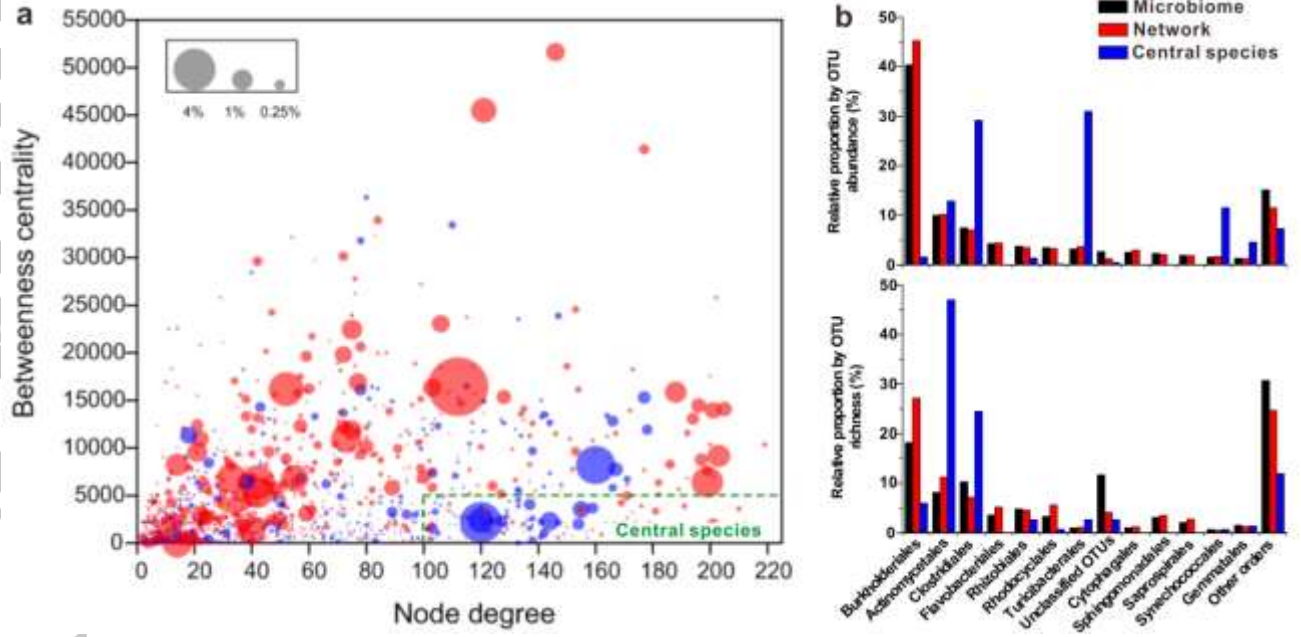 a
55000
50000
45000
40000
35000
30000
25000
20000
15000
10000
5000
0
Betweenness centrality
4% 1% 0.25%
Central species
0 20 40 60 80 100 120 140 160 180 200 220
Node degree
b
Microbiome
Network
Central species
50
40
30
20
10
0
Relative proportion by OTU
abundance (%)
50
40
30
20
10
0
Relative proportion by OTU
richness (%)
Burkholderiales
Actinomycetales
Clostridiales
Flavobacteriales
Rhizobiales
Rhodocyclales
Turicibacterales
Unclassified OTUs
Cytophagales
Sphingomonadales
Saprospirales
Synechococcales
Gemmatales
Other orders